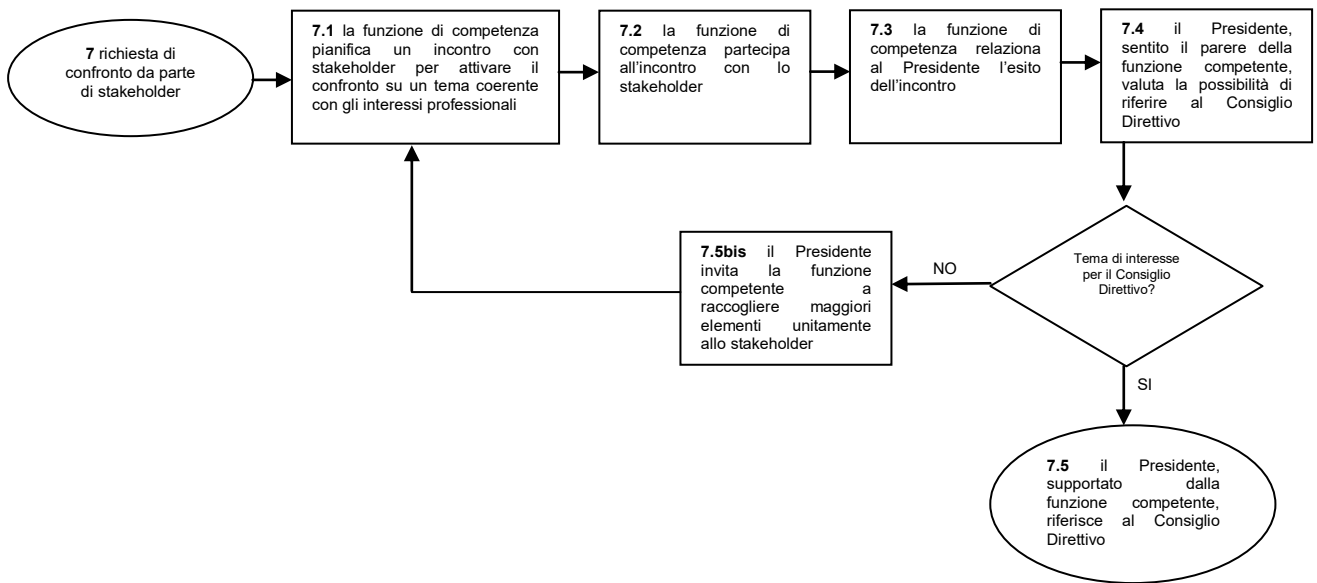 7 richiesta di
confronto da parte
di stakeholder
7.1 la funzione di competenza
pianifica un incontro con
stakeholder per attivare il
confronto su un tema coerente
con gli interessi professionali
7.2 la funzione di
competenza partecipa
all'incontro con lo
stakeholder
7.3 la funzione di
competenza relaziona
al Presidente l'esito
dell'incontro
7.4 il Presidente,
sentito il parere della
funzione competente,
valuta la possibilità di
riferire al Consiglio
Direttivo
Tema di interesse
per il Consiglio
Direttivo?
NO
7.5bis il Presidente
invita la funzione
competente a
raccogliere maggiori
elementi unitamente
allo stakeholder
SI
7.5 il Presidente,
supportato dalla
funzione competente,
riferisce al Consiglio
Direttivo